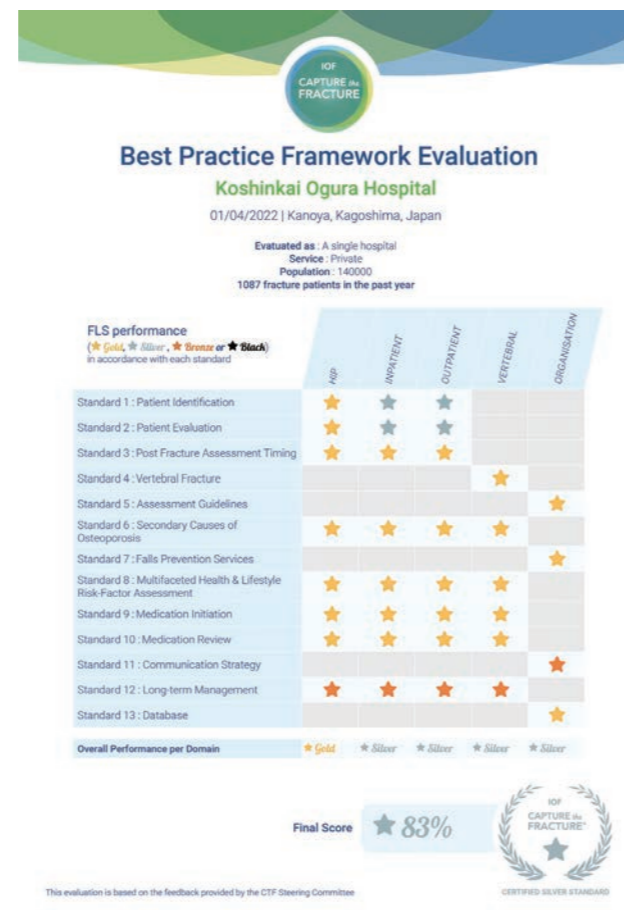 IOF
CAPTURE the
FRACTURE
Best Practice Framework Evaluation
Koshinkai Ogura Hospital
01/04/2022 | Kanoya, Kagoshima, Japan
Evatuated as : A single hospital
Service : Private
Population : 140000
1087 fracture patients in the past year
FLS performance
(★ Gold, ★ Silver, ★ Bronze or ★ Black)
in accordance with each standard
HIP
INPATIENT
OUTPATIENT
VERTEBRAL
ORGANISATION
Standard 1 : Patient Identification
Standard 2 : Patient Evaluation
Standard 3 : Post Fracture Assessment Timing
Standard 4 : Vertebral Fracture
Standard 5 : Assessment Guidelines
Standard 6 : Secondary Causes of
Osteoporosis
Standard 7 : Falls Prevention Services
Standard 8 : Multifaceted Health & Lifestyle
Risk-Factor Assessment
Standard 9 : Medication Initiation
Standard 10 : Medication Review
Standard 11 : Communication Strategy
Standard 12 : Long-term Management
Standard 13 : Database
Overall Performance per Domain ★ Gold ★ Silver ★ Silver ★ Silver ★ Silver
Final Score ★ 83%
IOF
CAPTURE the
FRACTURE®
CERTIFIED SILVER STANDARD
This evaluation is based on the feedback provided by the CTF Steering Committee